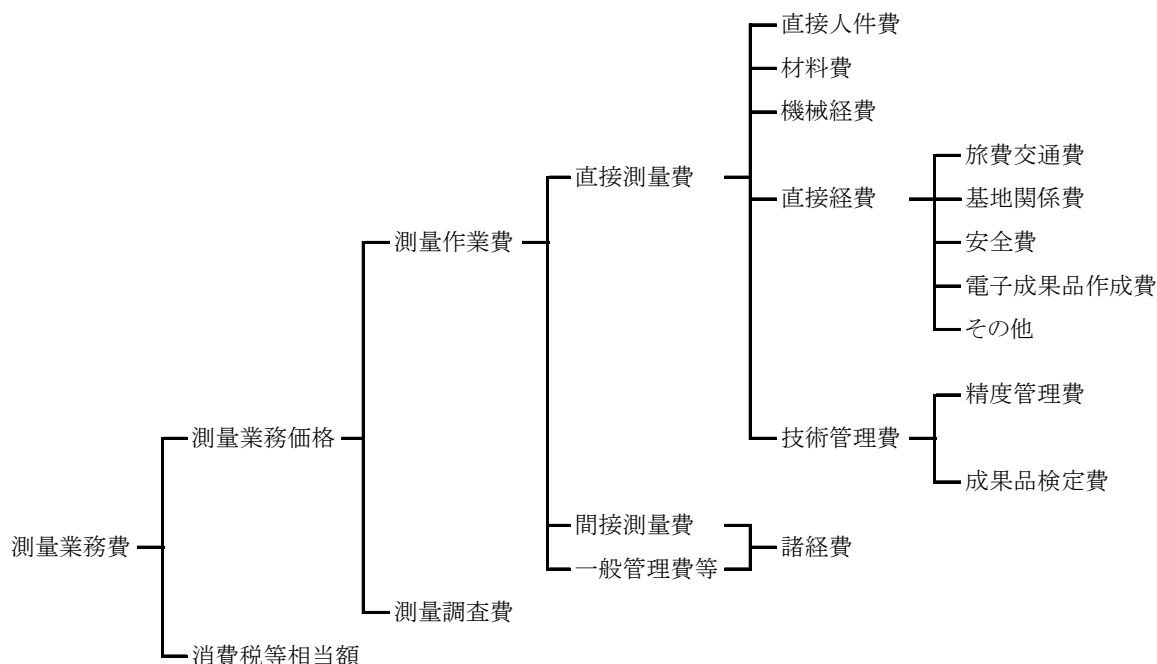 直接人件費
材料費
機械経費
旅費交通費
直接測量費
直接経費
基地関係費
測量作業費
安全費
電子成果品作成費
その他
精度管理費
測量業務価格
技術管理費
成果品検定費
間接測量費
測量業務費
諸経費
一般管理費等
測量調査費
消費税等相当額